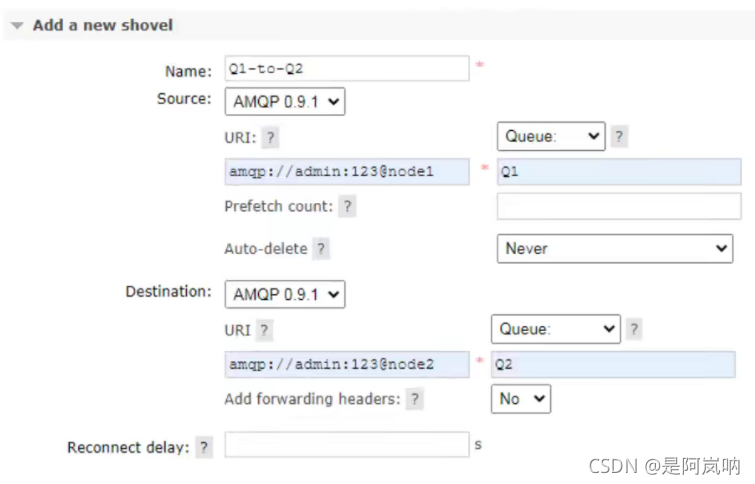 Add a new shovel
Name: Q1-to-Q2 *
Source: AMQP 0.9.1
URI: ? Queue: ?
amqp://admin:123@node1 * Q1
Prefetch count: ?
Auto-delete ? Never
Destination: AMQP 0.9.1
URI ? Queue: ?
amqp://admin:123@node2 * Q2
Add forwarding headers: ? No
Reconnect delay: ? s
CSDN @是阿岚呐